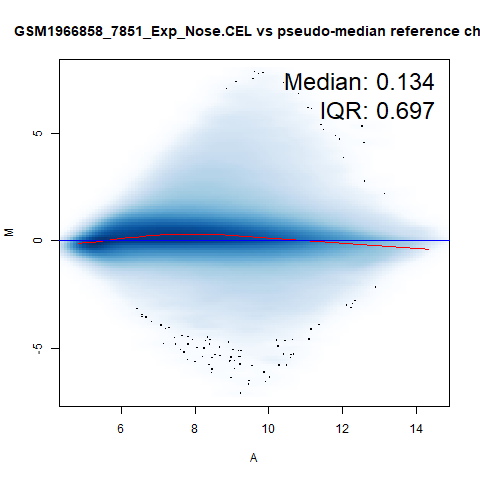 GSM1966858_7851_Exp_Nose.CEL vs pseudo-median reference ch
Median: 0.134
IQR: 0.697
5
0
-5
M
6 8 10 12 14
A